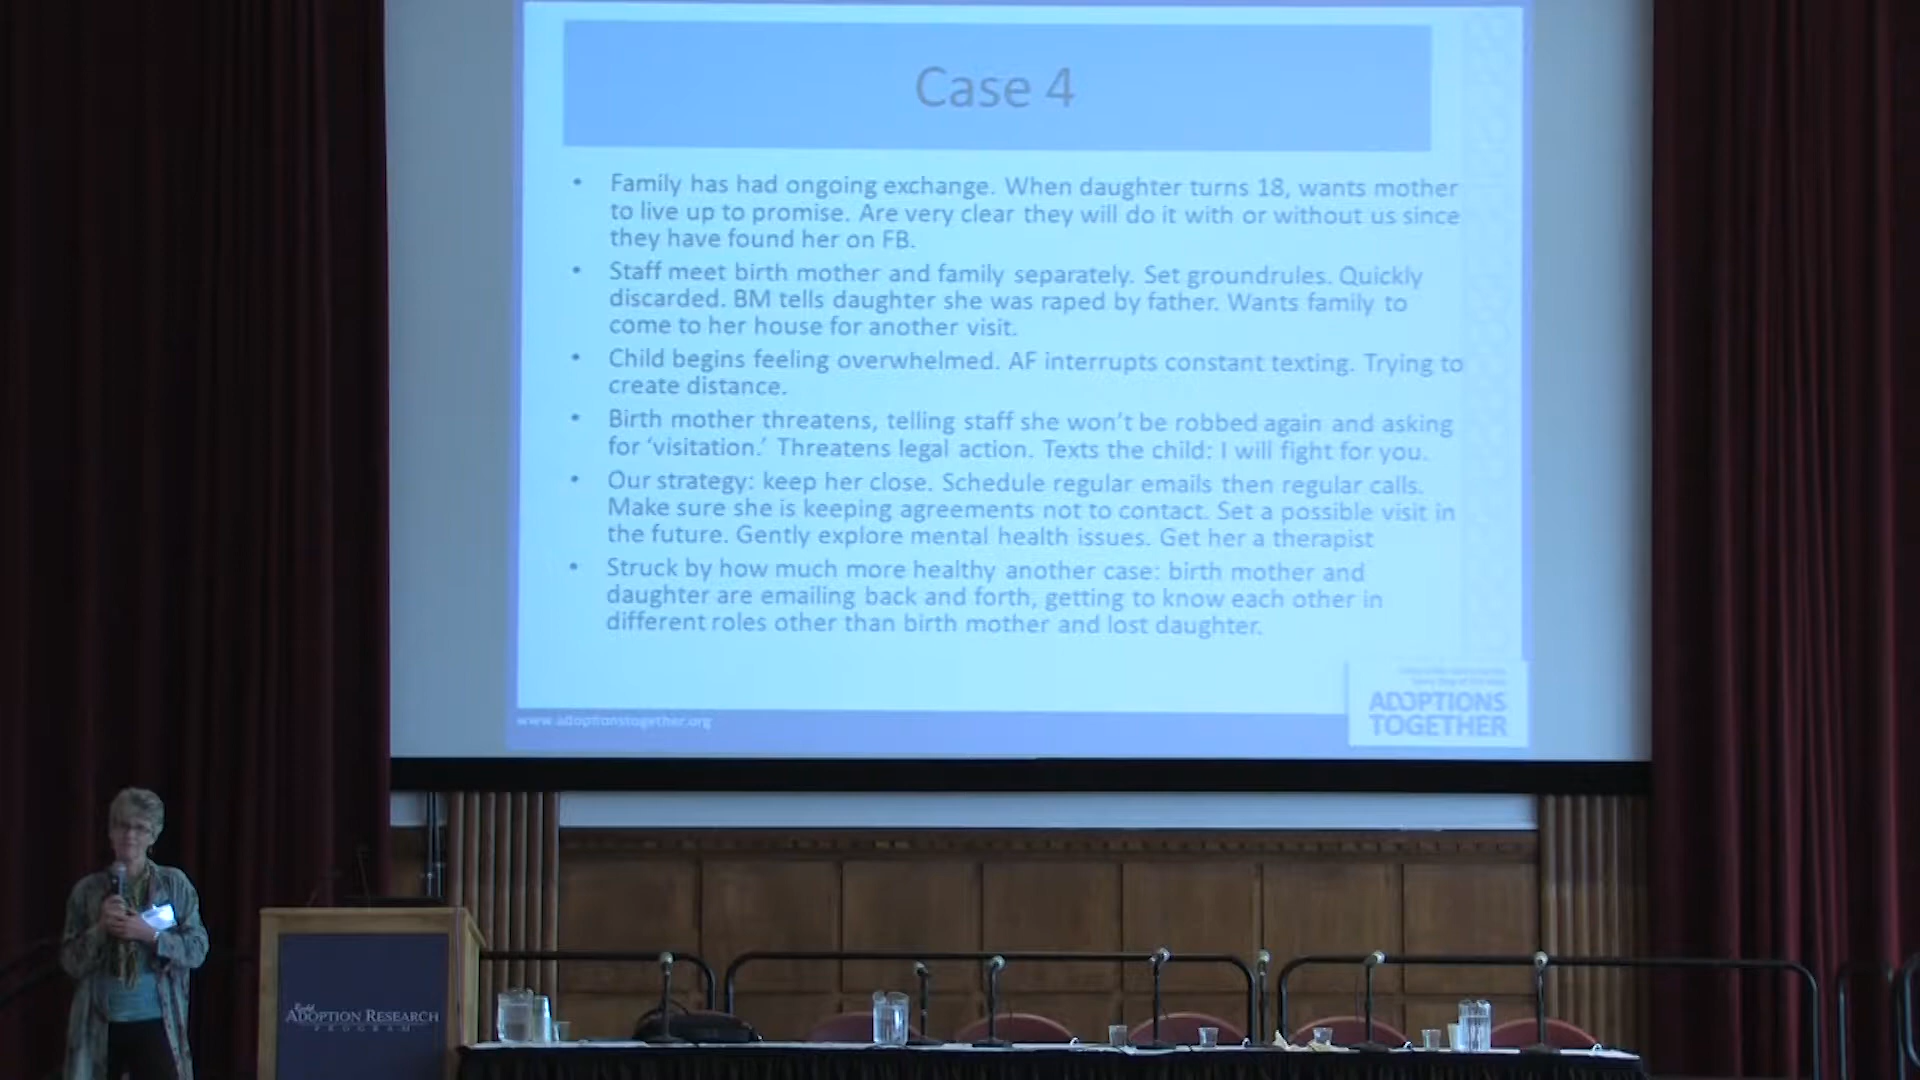 Case 4
• Family has had ongoing exchange. When daughter turns 18, wants mother
to live up to promise. Are very clear they will do it with or without us since
they have found her on FB.
• Staff meet birth mother and family separately. Set groundrules. Quickly
discarded. BM tells daughter she was raped by father. Wants family to
come to her house for another visit.
• Child begins feeling overwhelmed. AF interrupts constant texting. Trying to
create distance.
• Birth mother threatens, telling staff she won't be robbed again and asking
for 'visitation.' Threatens legal action. Texts the child: I will fight for you.
• Our strategy: keep her close. Schedule regular emails then regular calls.
Make sure she is keeping agreements not to contact. Set a possible visit in
the future. Gently explore mental health issues. Get her a therapist
• Struck by how much more healthy another case: birth mother and
daughter are emailing back and forth, getting to know each other in
different roles other than birth mother and lost daughter.
www.adoptionstogether.org
ADOPTIONS
TOGETHER
Rudd
ADOPTION RESEARCH
PROGRAM